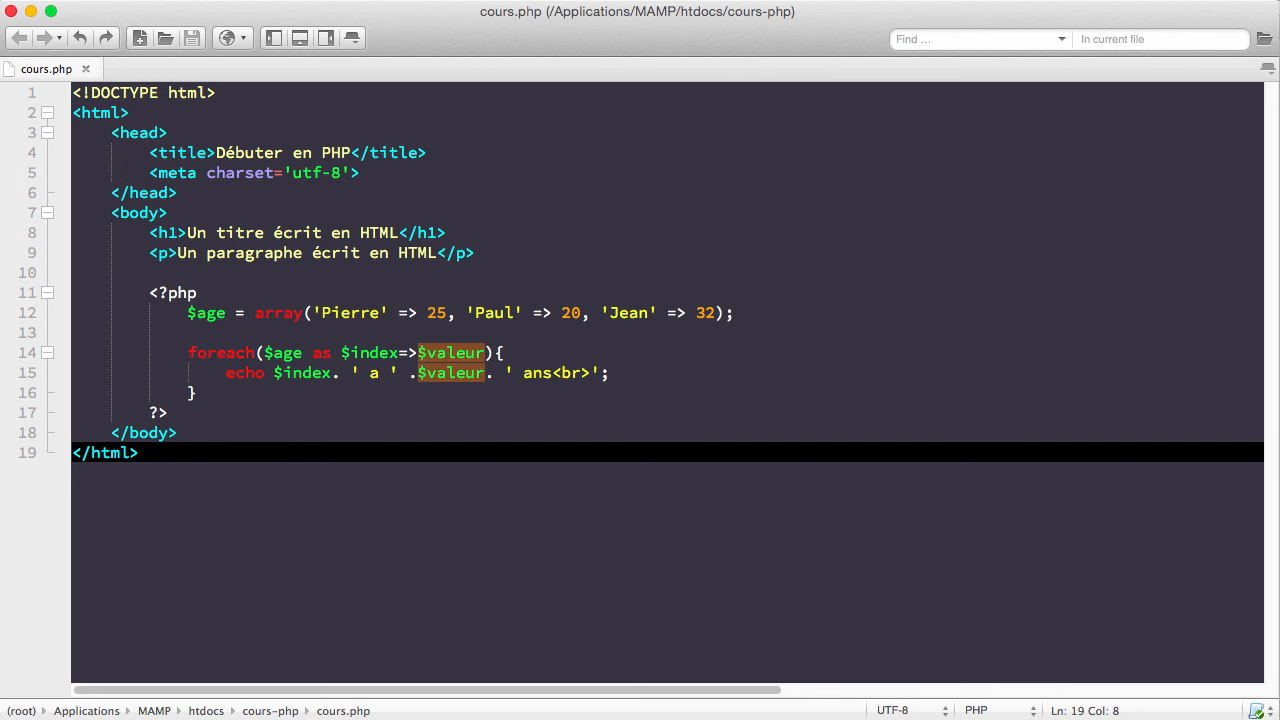 cours.php (/Applications/MAMP/htdocs/cours-php)
Find ...
In current file
cours.php
1 <!DOCTYPE html>
2 <html>
3 <head>
4 <title>Débuter en PHP</title>
5 <meta charset='utf-8'>
6 </head>
7 <body>
8 <h1>Un titre écrit en HTML</h1>
9 <p>Un paragraphe écrit en HTML</p>
10
11 <?php
12 $age = array('Pierre' => 25, 'Paul' => 20, 'Jean' => 32);
13
14 foreach($age as $index=>$valeur){
15 echo $index. ' a ' .$valeur. ' ans<br>';
16 }
17 ?>
18 </body>
19 </html>
(root) Applications MAMP htdocs cours-php cours.php UTF-8 PHP Ln: 19 Col: 8